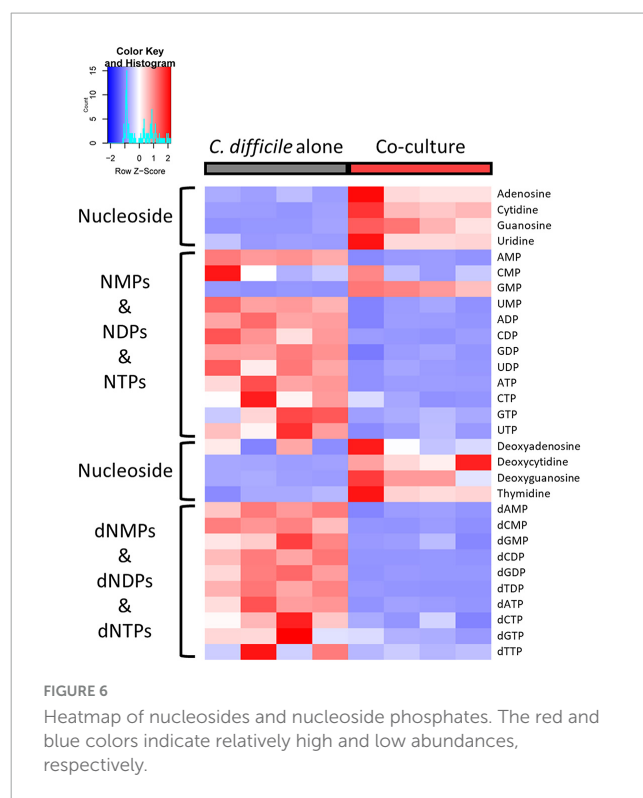 Color Key
and Histogram
Count
0 5 10 15
−2 0 1 2
Row Z-Score
C. difficile alone
Co-culture
Nucleoside
Adenosine
Cytidine
Guanosine
Uridine
NMPs
&
NDPs
&
NTPs
AMP
CMP
GMP
UMP
ADP
CDP
GDP
UDP
ATP
CTP
GTP
UTP
Nucleoside
Deoxyadenosine
Deoxycytidine
Deoxyguanosine
Thymidine
dNMPs
&
dNDPs
&
dNTPs
dAMP
dCMP
dGMP
dCDP
dGDP
dTDP
dATP
dCTP
dGTP
dTTP
FIGURE 6
Heatmap of nucleosides and nucleoside phosphates. The red and
blue colors indicate relatively high and low abundances,
respectively.